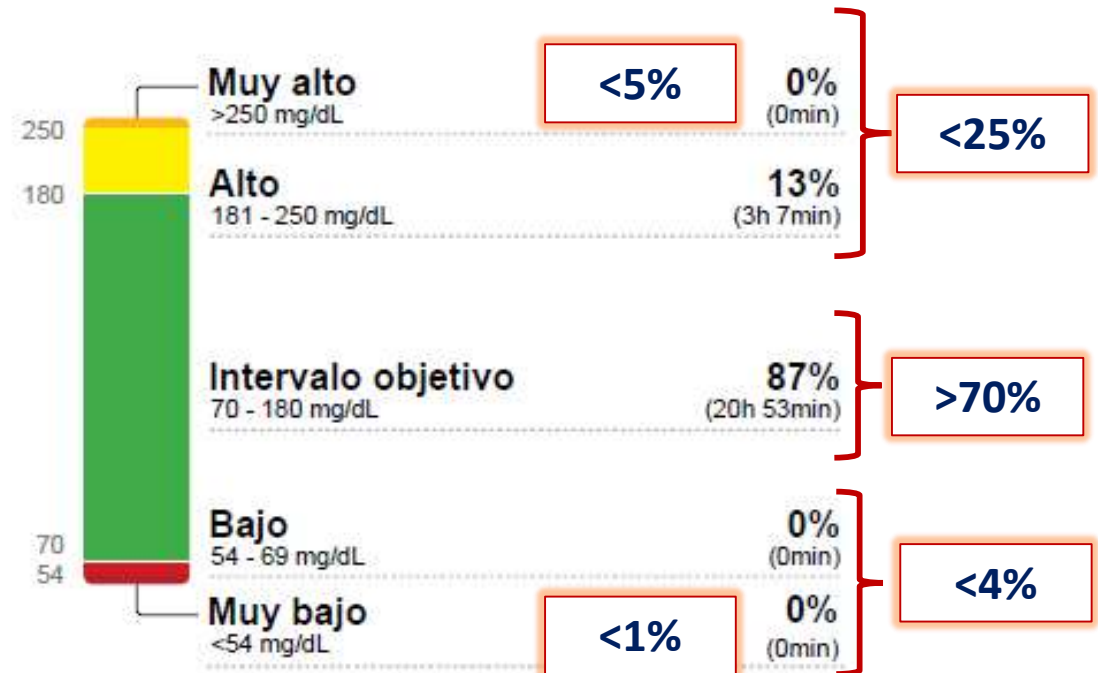 Muy alto
>250 mg/dL
<5%
0%
(0min)
250
<25%
180
Alto
181 - 250 mg/dL
13%
(3h 7min)
Intervalo objetivo
70 - 180 mg/dL
87%
(20h 53min)
>70%
70
54
Bajo
54 - 69 mg/dL
0%
(0min)
<4%
Muy bajo
<54 mg/dL
<1%
0%
(0min)